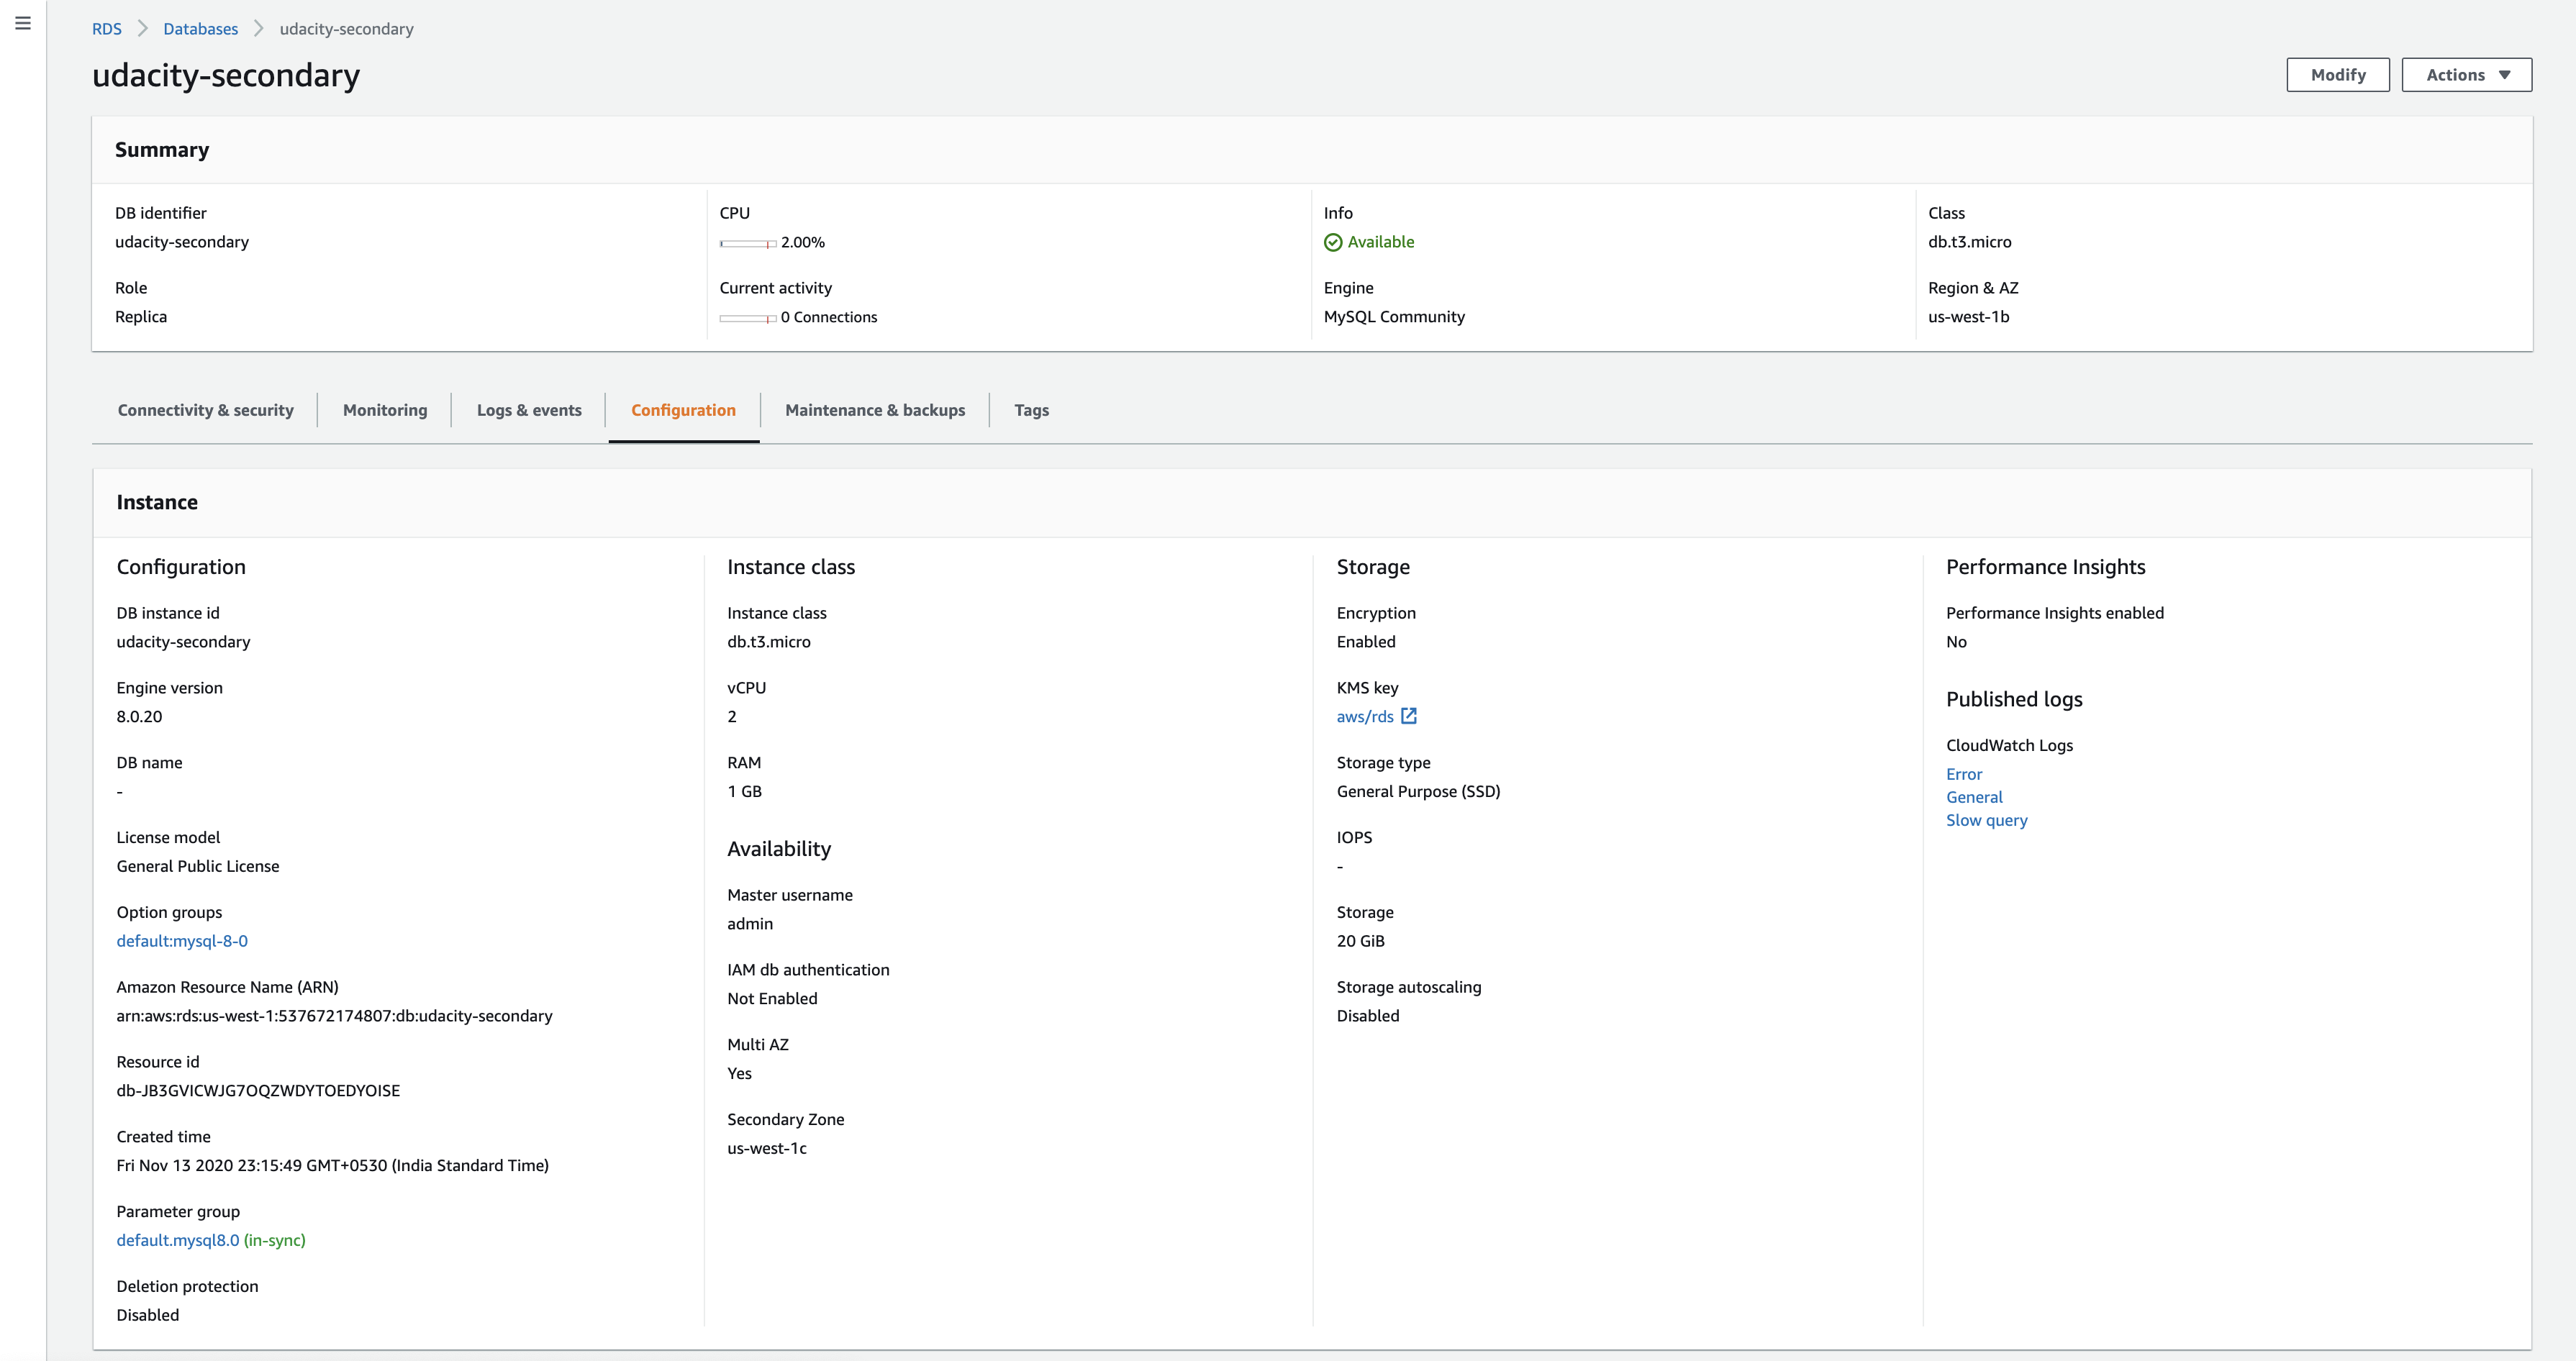 RDS > Databases > udacity-secondary
udacity-secondary
Modify
Actions
Summary
DB identifier
udacity-secondary
CPU
2.00%
Info
Available
Class
db.t3.micro
Role
Replica
Current activity
0 Connections
Engine
MySQL Community
Region & AZ
us-west-1b
Connectivity & security
Monitoring
Logs & events
Configuration
Maintenance & backups
Tags
Instance
Configuration
DB instance id
udacity-secondary
Engine version
8.0.20
DB name
-
License model
General Public License
Option groups
default:mysql-8-0
Amazon Resource Name (ARN)
arn:aws:rds:us-west-1:537672174807:db:udacity-secondary
Resource id
db-JB3GVICWJG7OQZWDYTOEDYOISE
Created time
Fri Nov 13 2020 23:15:49 GMT+0530 (India Standard Time)
Parameter group
default.mysql8.0 (in-sync)
Deletion protection
Disabled
Instance class
Instance class
db.t3.micro
vCPU
2
RAM
1 GB
Availability
Master username
admin
IAM db authentication
Not Enabled
Multi AZ
Yes
Secondary Zone
us-west-1c
Storage
Encryption
Enabled
KMS key
aws/rds
Storage type
General Purpose (SSD)
IOPS
-
Storage
20 GiB
Storage autoscaling
Disabled
Performance Insights
Performance Insights enabled
No
Published logs
CloudWatch Logs
Error
General
Slow query